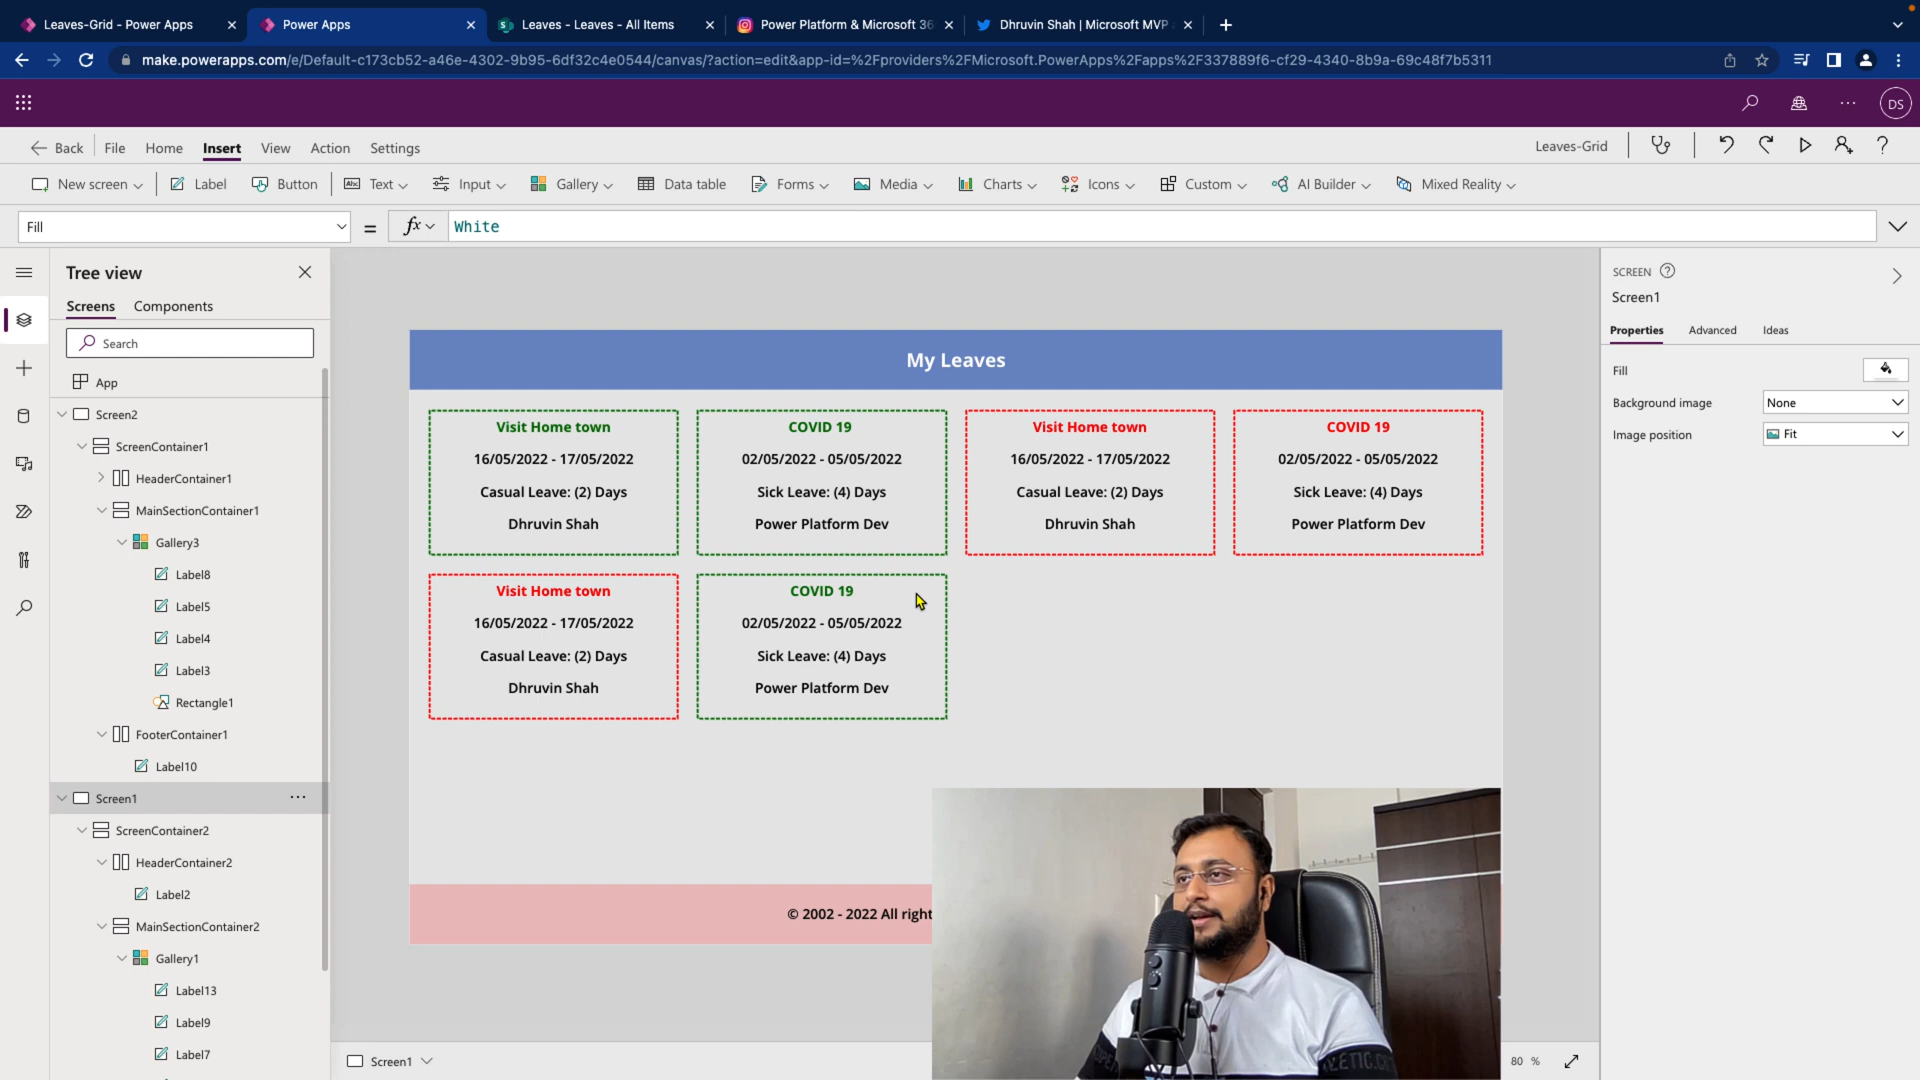 Leaves-Grid - Power Apps
Power Apps
Leaves - Leaves - All Items
Power Platform & Microsoft 36
Dhruvin Shah | Microsoft MVP
make.powerapps.com/e/Default-c173cb52-a46e-4302-9b95-6df32c4e0544/canvas/?action=edit&app-id=%2Fproviders%2FMicrosoft.PowerApps%2Fapps%2F337889f6-cf29-4340-8b9a-69c48f7b5311
DS
Back File Home Insert View Action Settings Leaves-Grid
New screen Label Button Text Input Gallery Data table Forms Media Charts Icons Custom AI Builder Mixed Reality
Fill = fx White
Tree view
Screens Components
Search
App
Screen2
ScreenContainer1
HeaderContainer1
MainSectionContainer1
Gallery3
Label8
Label5
Label4
Label3
Rectangle1
FooterContainer1
Label10
Screen1
ScreenContainer2
HeaderContainer2
Label2
MainSectionContainer2
Gallery1
Label13
Label9
Label7
My Leaves
Visit Home town
16/05/2022 - 17/05/2022
Casual Leave: (2) Days
Dhruvin Shah
COVID 19
02/05/2022 - 05/05/2022
Sick Leave: (4) Days
Power Platform Dev
Visit Home town
16/05/2022 - 17/05/2022
Casual Leave: (2) Days
Dhruvin Shah
COVID 19
02/05/2022 - 05/05/2022
Sick Leave: (4) Days
Power Platform Dev
Visit Home town
16/05/2022 - 17/05/2022
Casual Leave: (2) Days
Dhruvin Shah
COVID 19
02/05/2022 - 05/05/2022
Sick Leave: (4) Days
Power Platform Dev
© 2002 - 2022 All right
Screen1
80 %
SCREEN
Screen1
Properties Advanced Ideas
Fill
Background image None
Image position Fit